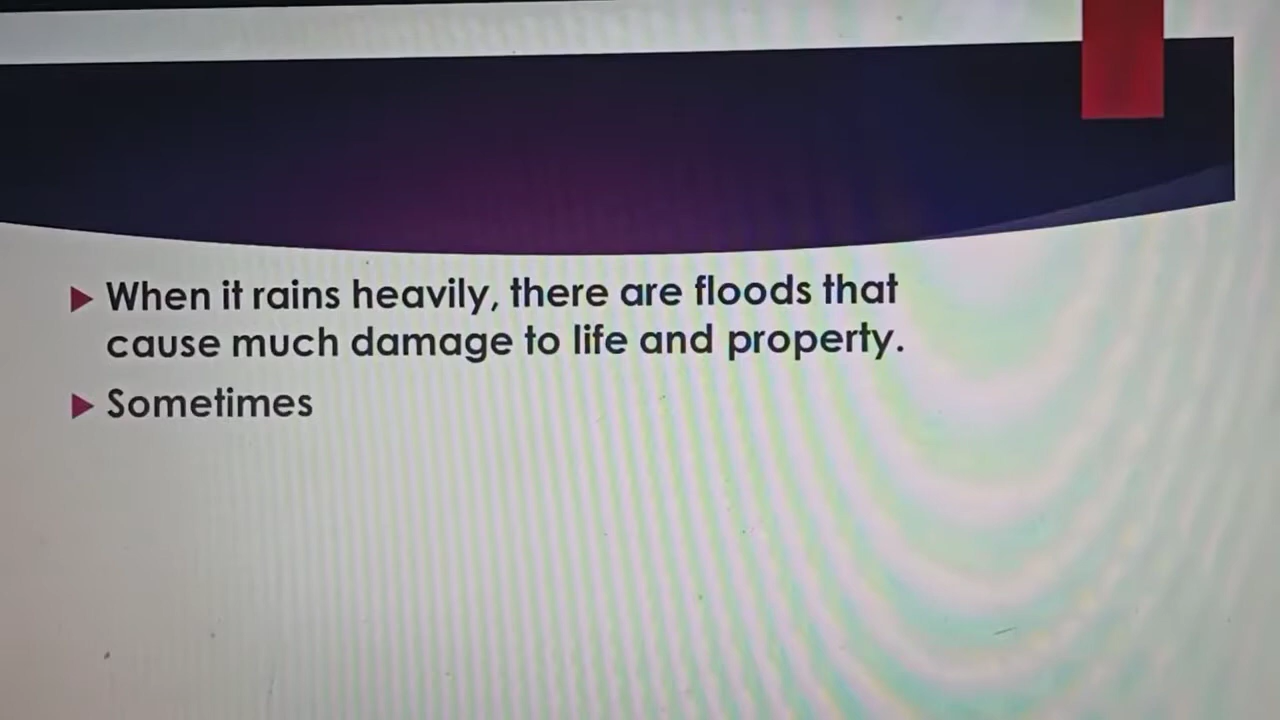 When it rains heavily, there are floods that
cause much damage to life and property.
Sometimes